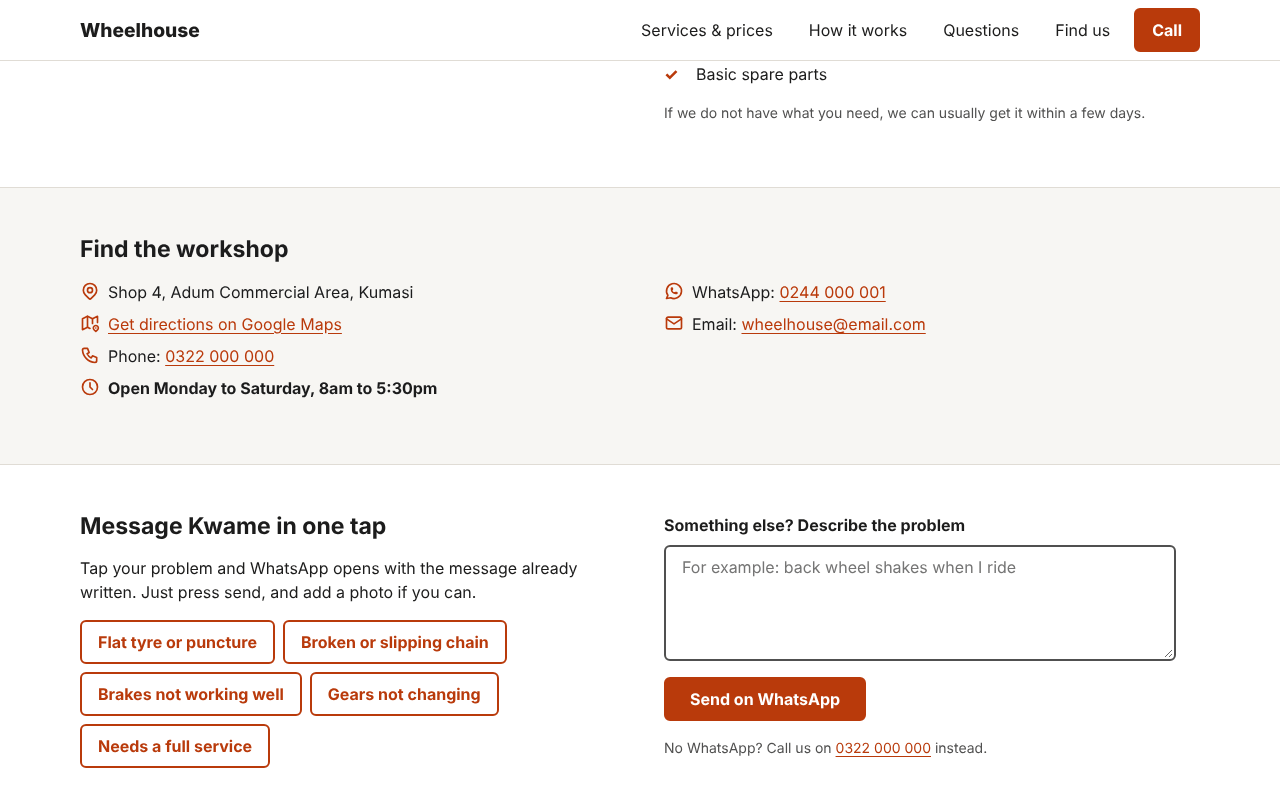 Wheelhouse
Services & prices
How it works
Questions
Find us
Call
Basic spare parts
If we do not have what you need, we can usually get it within a few days.
Find the workshop
Shop 4, Adum Commercial Area, Kumasi
Get directions on Google Maps
Phone: 0322 000 000
Open Monday to Saturday, 8am to 5:30pm
WhatsApp: 0244 000 001
Email: wheelhouse@email.com
Message Kwame in one tap
Tap your problem and WhatsApp opens with the message already
written. Just press send, and add a photo if you can.
Flat tyre or puncture
Broken or slipping chain
Brakes not working well
Gears not changing
Needs a full service
Something else? Describe the problem
For example: back wheel shakes when I ride
Send on WhatsApp
No WhatsApp? Call us on 0322 000 000 instead.